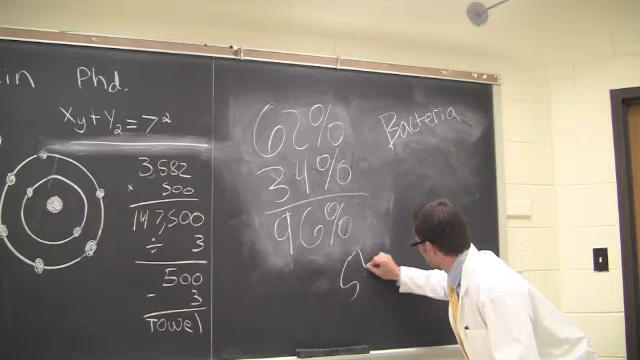 in Phd.
Xy+Y₂=7²
3,582
x 500
147,500
÷ 3
500
- 3
Towel
62%
34%
96%
Bacteria
S